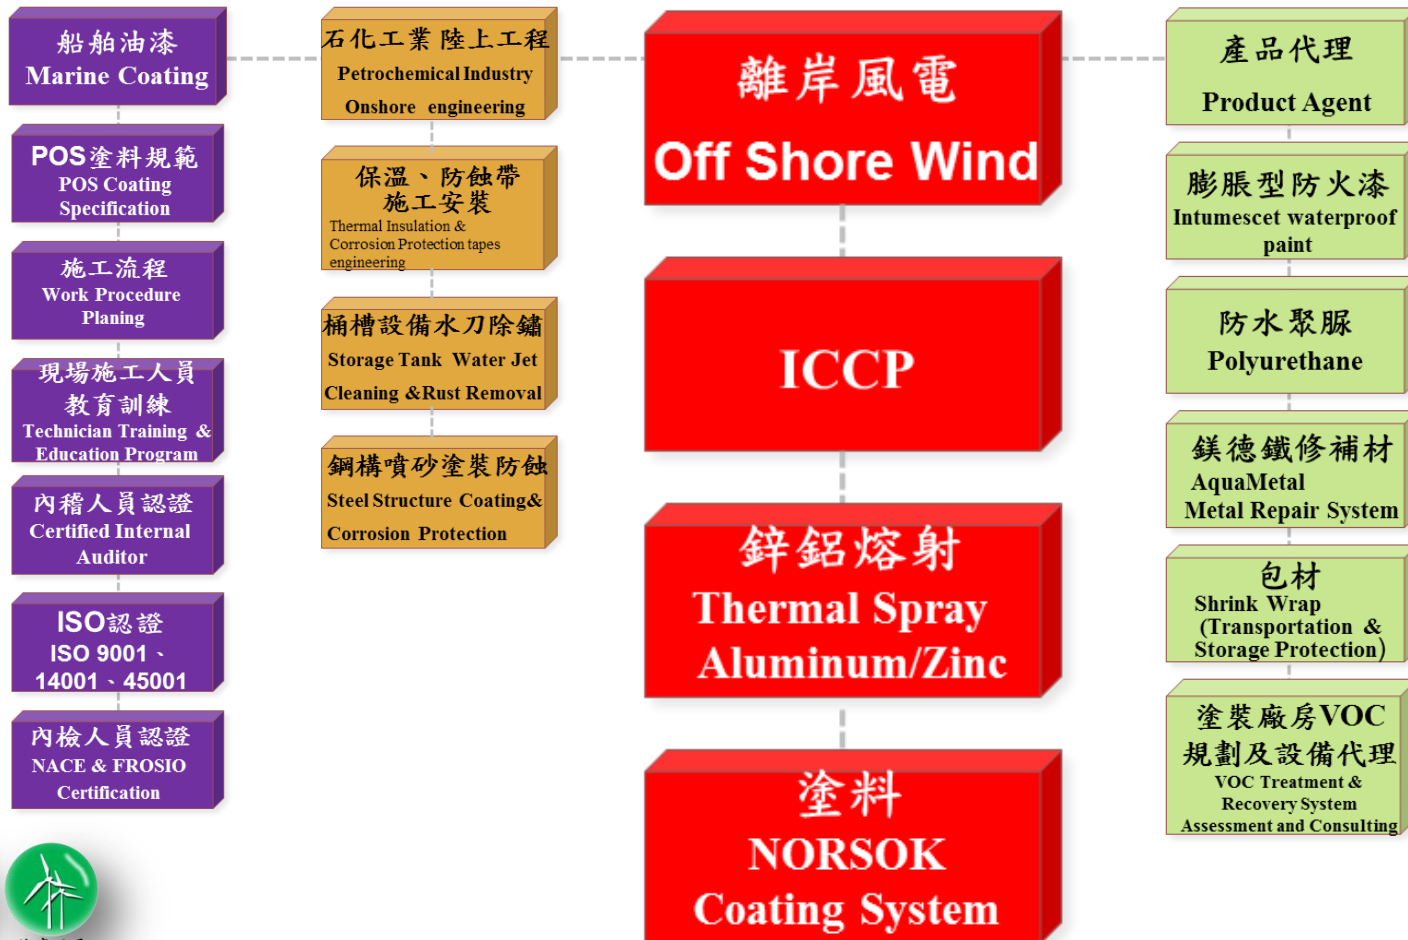 船舶油漆
Marine Coating
POS塗料規範
POS Coating
Specification
施工流程
Work Procedure
Planing
現場施工人員
教育訓練
Technician Training &
Education Program
內稽人員認證
Certified Internal
Auditor
ISO認證
ISO 9001、
14001、45001
內檢人員認證
NACE & FROSIO
Certification
石化工業 陸上工程
Petrochemical Industry
Onshore engineering
保溫、防蝕帶
施工安裝
Thermal Insulation &
Corrosion Protection tapes
engineering
桶槽設備水刀除鏽
Storage Tank Water Jet
Cleaning &Rust Removal
鋼構噴砂塗裝防蝕
Steel Structure Coating&
Corrosion Protection
離岸風電
Off Shore Wind
ICCP
鋅鋁熔射
Thermal Spray
Aluminum/Zinc
塗料
NORSOK
Coating System
產品代理
Product Agent
膨脹型防火漆
Intumescet waterproof
paint
防水聚脲
Polyurethane
鎂德鐵修補材
AquaMetal
Metal Repair System
包材
Shrink Wrap
(Transportation &
Storage Protection)
塗裝廠房VOC
規劃及設備代理
VOC Treatment &
Recovery System
Assessment and Consulting